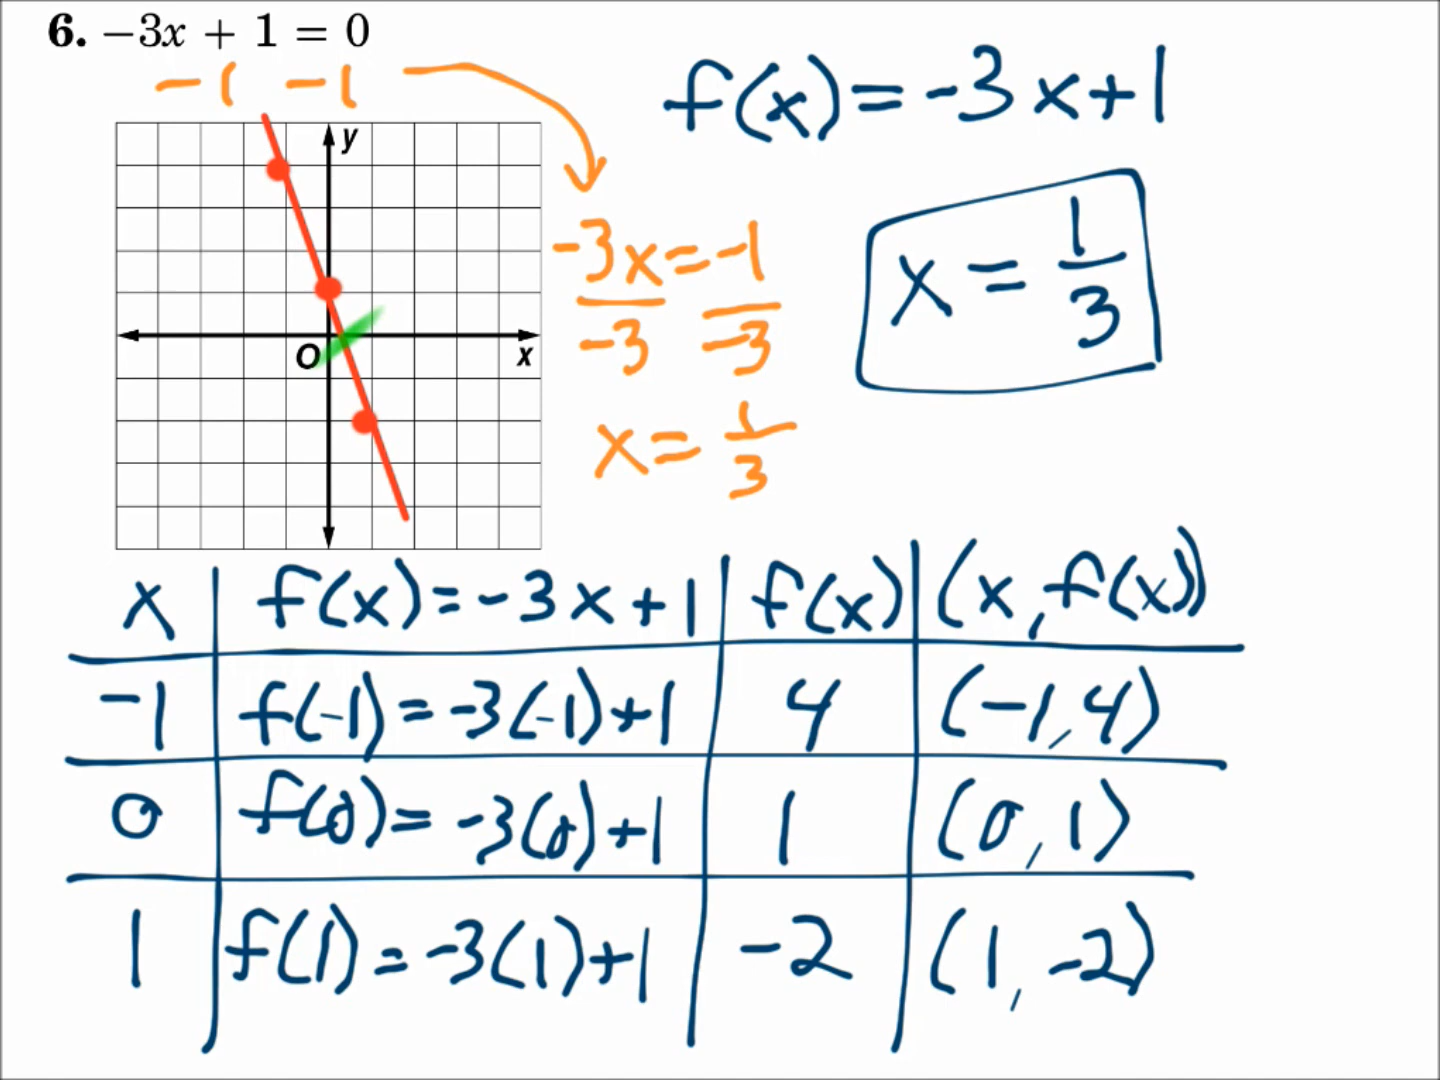 6. −3x + 1 = 0
−1 −1
f(x) = -3x+1
y
x
O
-3x = -1
-3 -3
x = 1/3
x = 1/3
x | f(x) = -3x+1 | f(x) | (x, f(x))
-1 | f(-1) = -3(-1)+1 | 4 | (-1, 4)
0 | f(0) = -3(0)+1 | 1 | (0, 1)
1 | f(1) = -3(1)+1 | -2 | (1, -2)